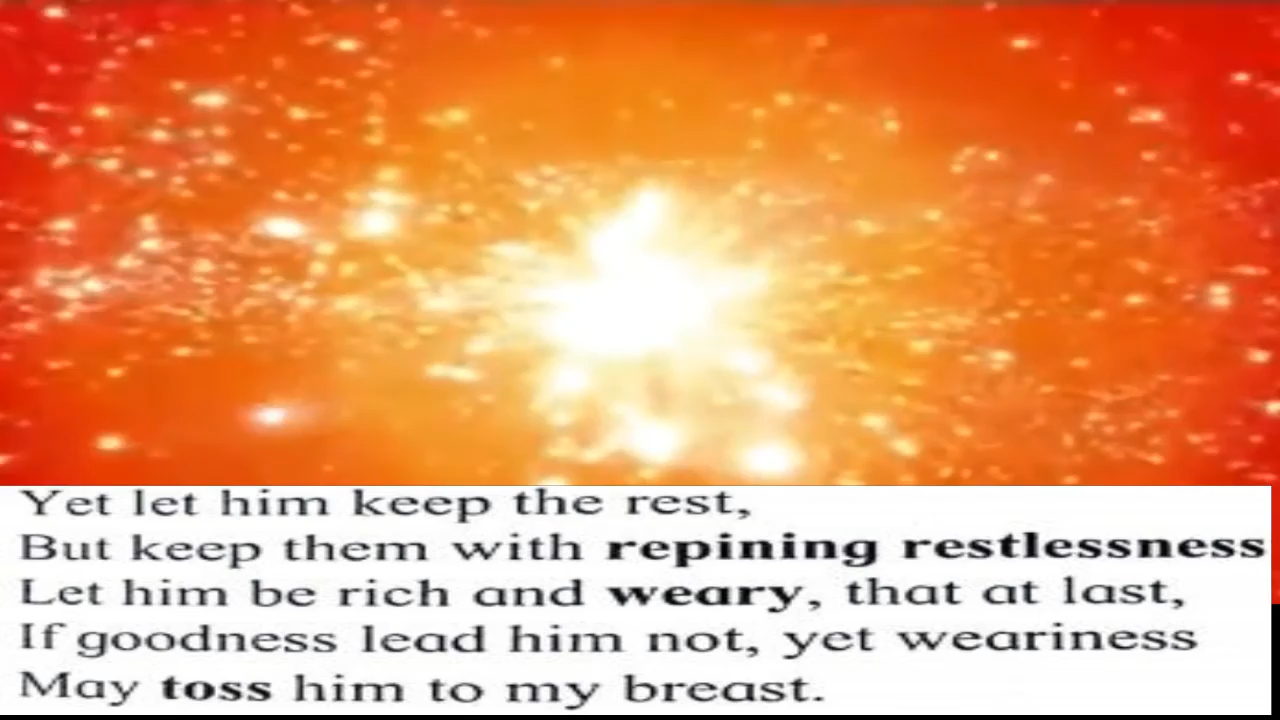 Yet let him keep the rest,
But keep them with repining restlessness
Let him be rich and weary, that at last,
If goodness lead him not, yet weariness
May toss him to my breast.